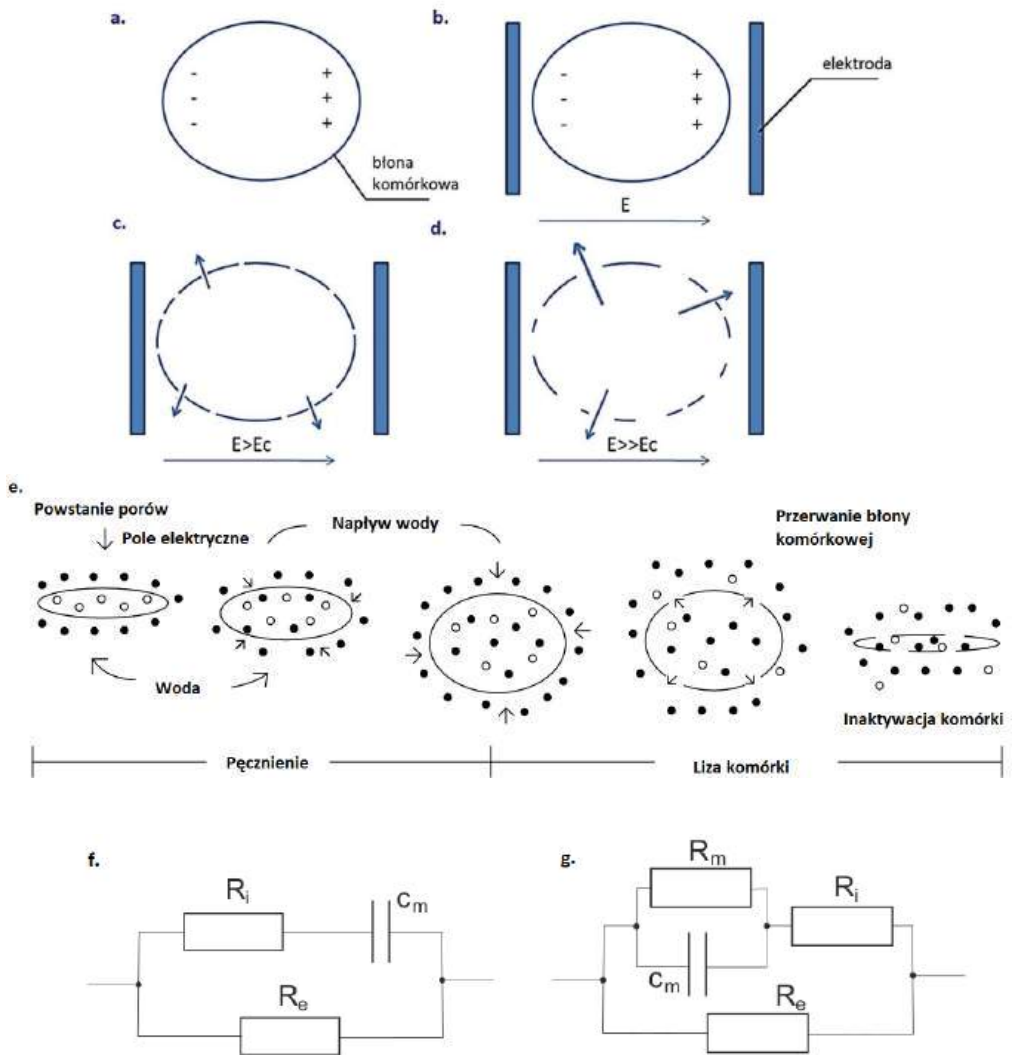 a.
b.
- +
- +
- +
- +
- +
- +
elektroda
błona
komórkowa
E
c.
d.
E>Ec
E>>Ec
e.
Powstanie porów
Pole elektryczne
Napływ wody
Przerwanie błony
komórkowej
Woda
Inaktywacja komórki
Pęcznienie
Liza komórki
f.
g.
Ri
cm
Re
Rm
Ri
cm
Re